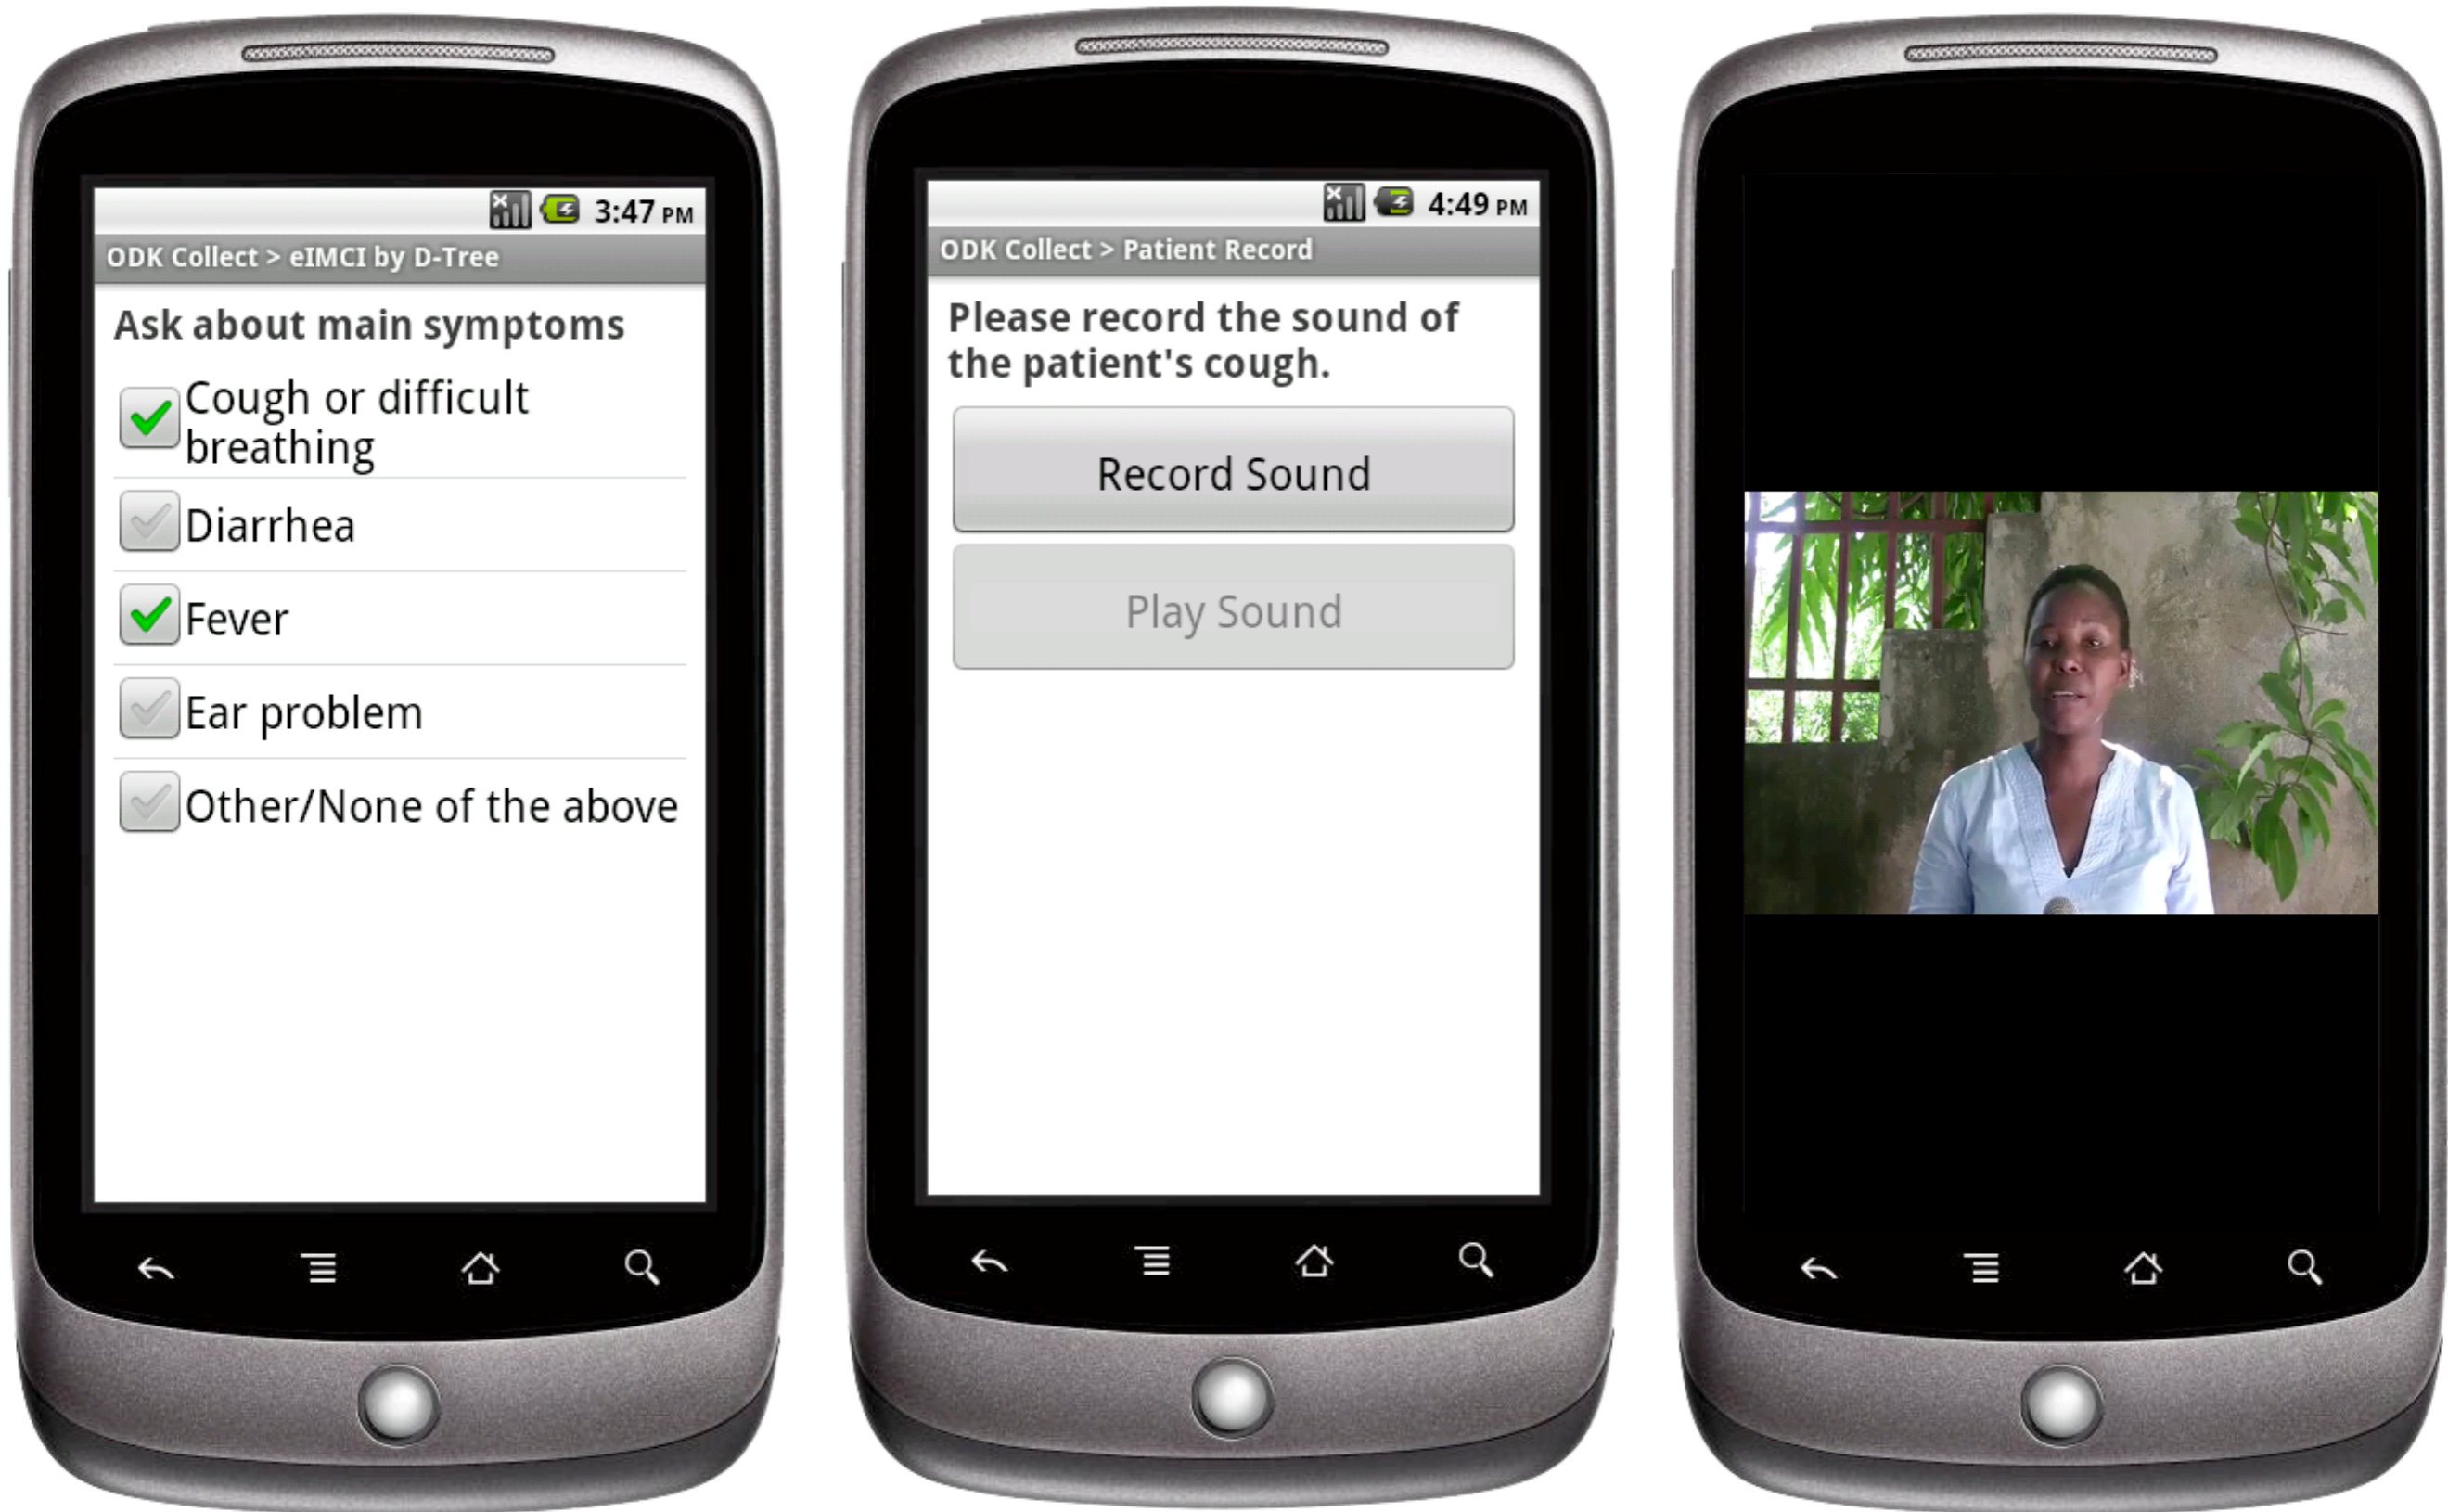 3:47 PM
ODK Collect > eIMCI by D-Tree
Ask about main symptoms
Cough or difficult
breathing
Diarrhea
Fever
Ear problem
Other/None of the above
4:49 PM
ODK Collect > Patient Record
Please record the sound of
the patient's cough.
Record Sound
Play Sound